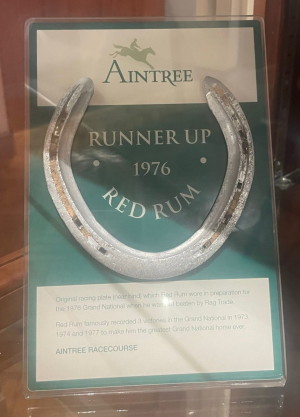 AINTREE
RUNNER UP
1976
RED RUM
Original racing plate (rear hind) which Red Rum wore in preparation for
the 1976 Grand National when he was beaten by Rag Trade.
Red Rum famously recorded 3 victories in the Grand National in 1973,
1974 and 1977 to make him the greatest Grand National horse ever.
AINTREE RACECOURSE